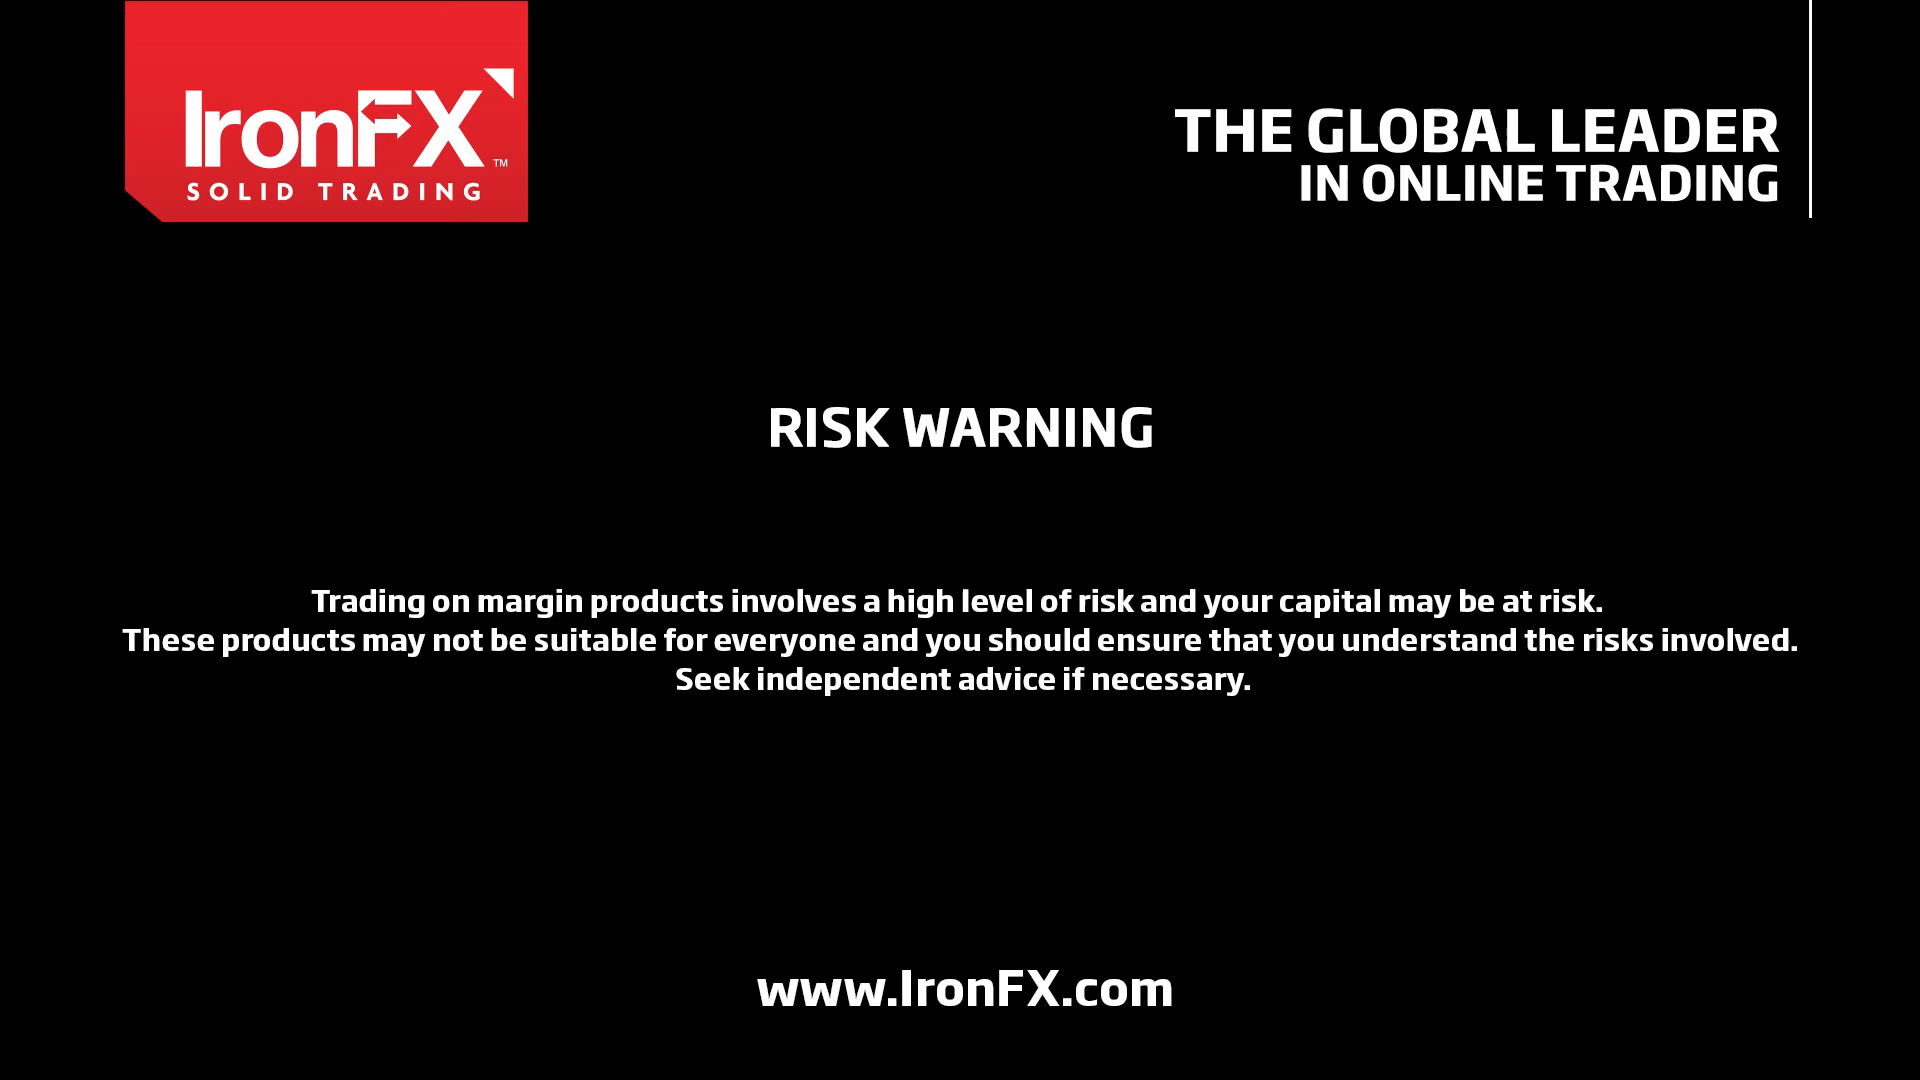 IronFX™
SOLID TRADING
THE GLOBAL LEADER
IN ONLINE TRADING
RISK WARNING
Trading on margin products involves a high level of risk and your capital may be at risk.
These products may not be suitable for everyone and you should ensure that you understand the risks involved.
Seek independent advice if necessary.
www.IronFX.com